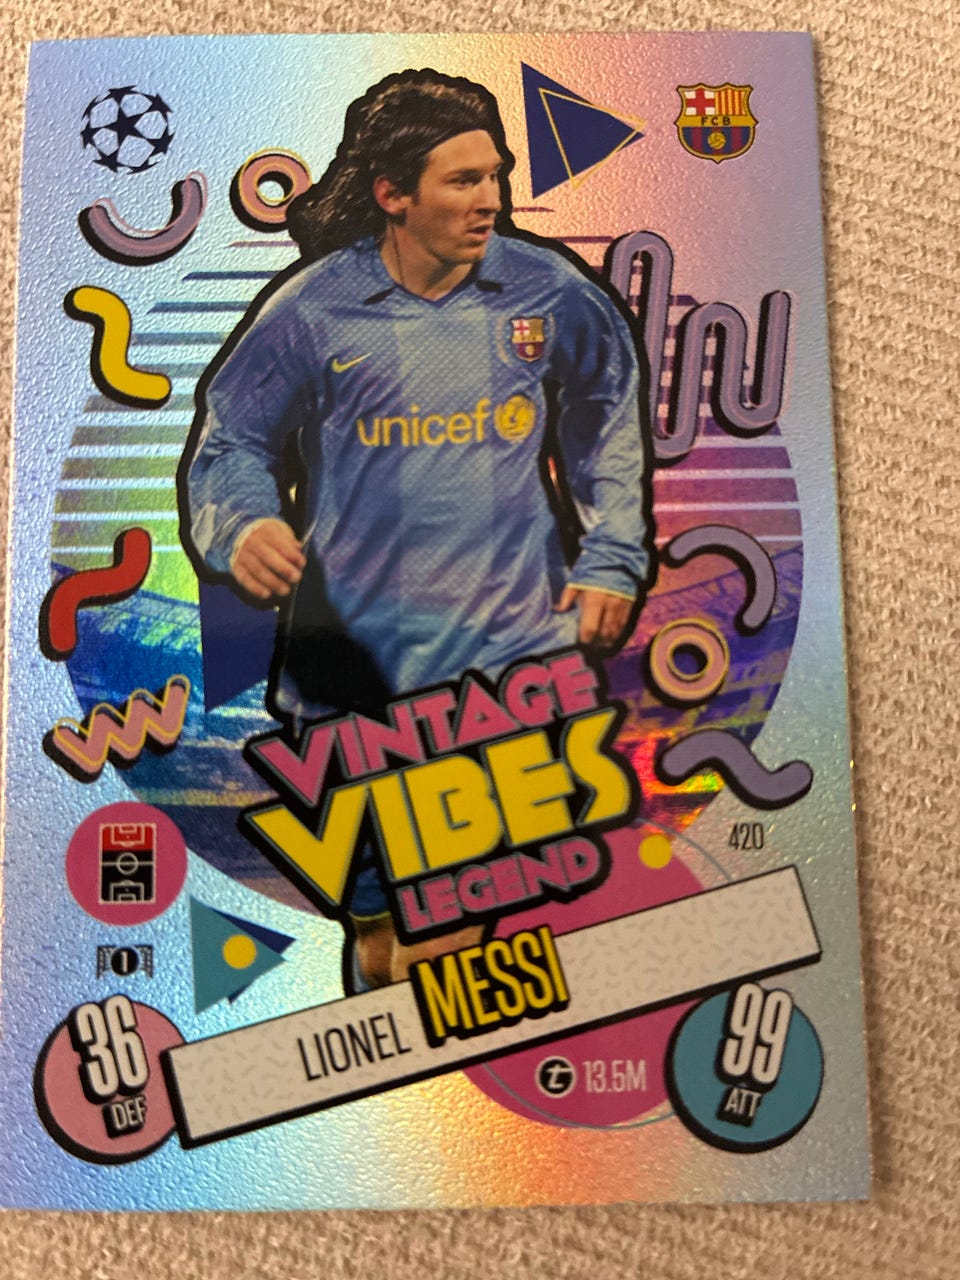 FCB
unicef
VINTAGE
VIBES
LEGEND
420
1
LIONEL MESSI
36
DEF
t 13.5M
99
ATT